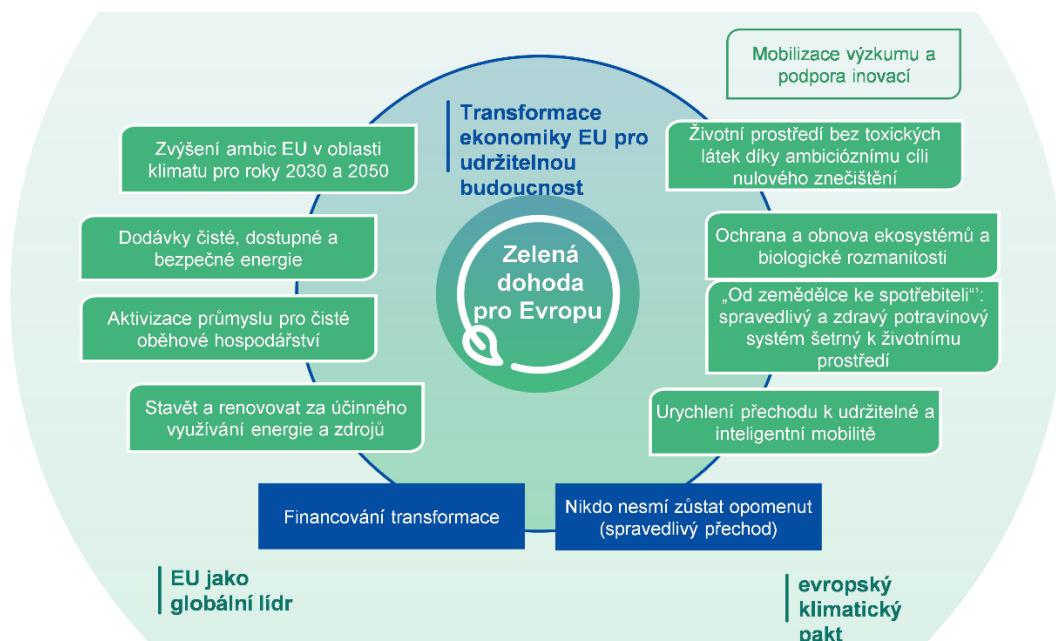 Mobilizace výzkumu a
podpora inovací
Transformace
ekonomiky EU pro
udržitelnou
budoucnost
Zvýšení ambic EU v oblasti
klimatu pro roky 2030 a 2050
Životní prostředí bez toxických
látek díky ambicióznímu cíli
nulového znečištění
Dodávky čisté, dostupné a
bezpečné energie
Zelená
dohoda
pro Evropu
Ochrana a obnova ekosystémů a
biologické rozmanitosti
Aktivizace průmyslu pro čisté
oběhové hospodářství
„Od zemědělce ke spotřebiteli“‘:
spravedlivý a zdravý potravinový
systém šetrný k životnímu
prostředí
Stavět a renovovat za účinného
využívání energie a zdrojů
Urychlení přechodu k udržitelné a
inteligentní mobilitě
Financování transformace
Nikdo nesmí zůstat opomenut
(spravedlivý přechod)
EU jako
globální lídr
evropský
klimatický
pakt